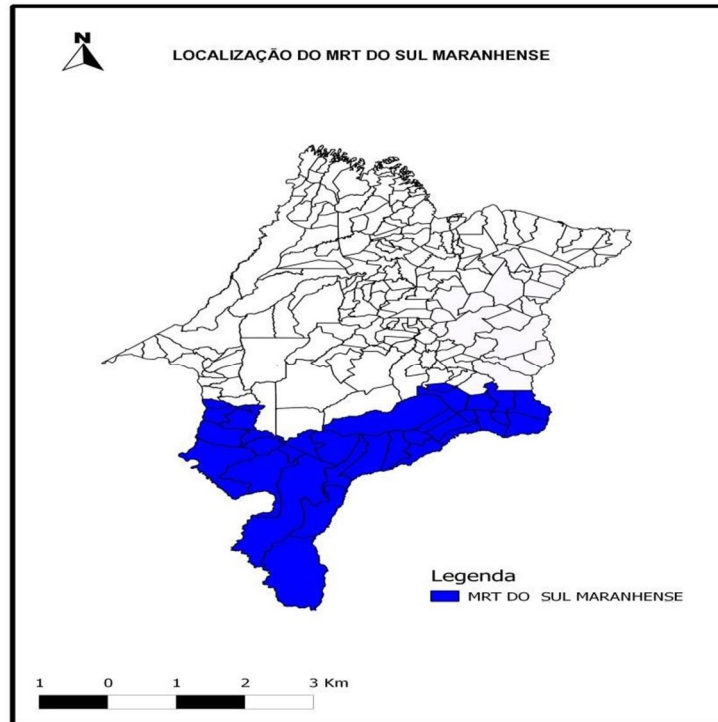 N
LOCALIZAÇÃO DO MRT DO SUL MARANHENSE
Legenda
MRT DO SUL MARANHENSE
1 0 1 2 3 Km